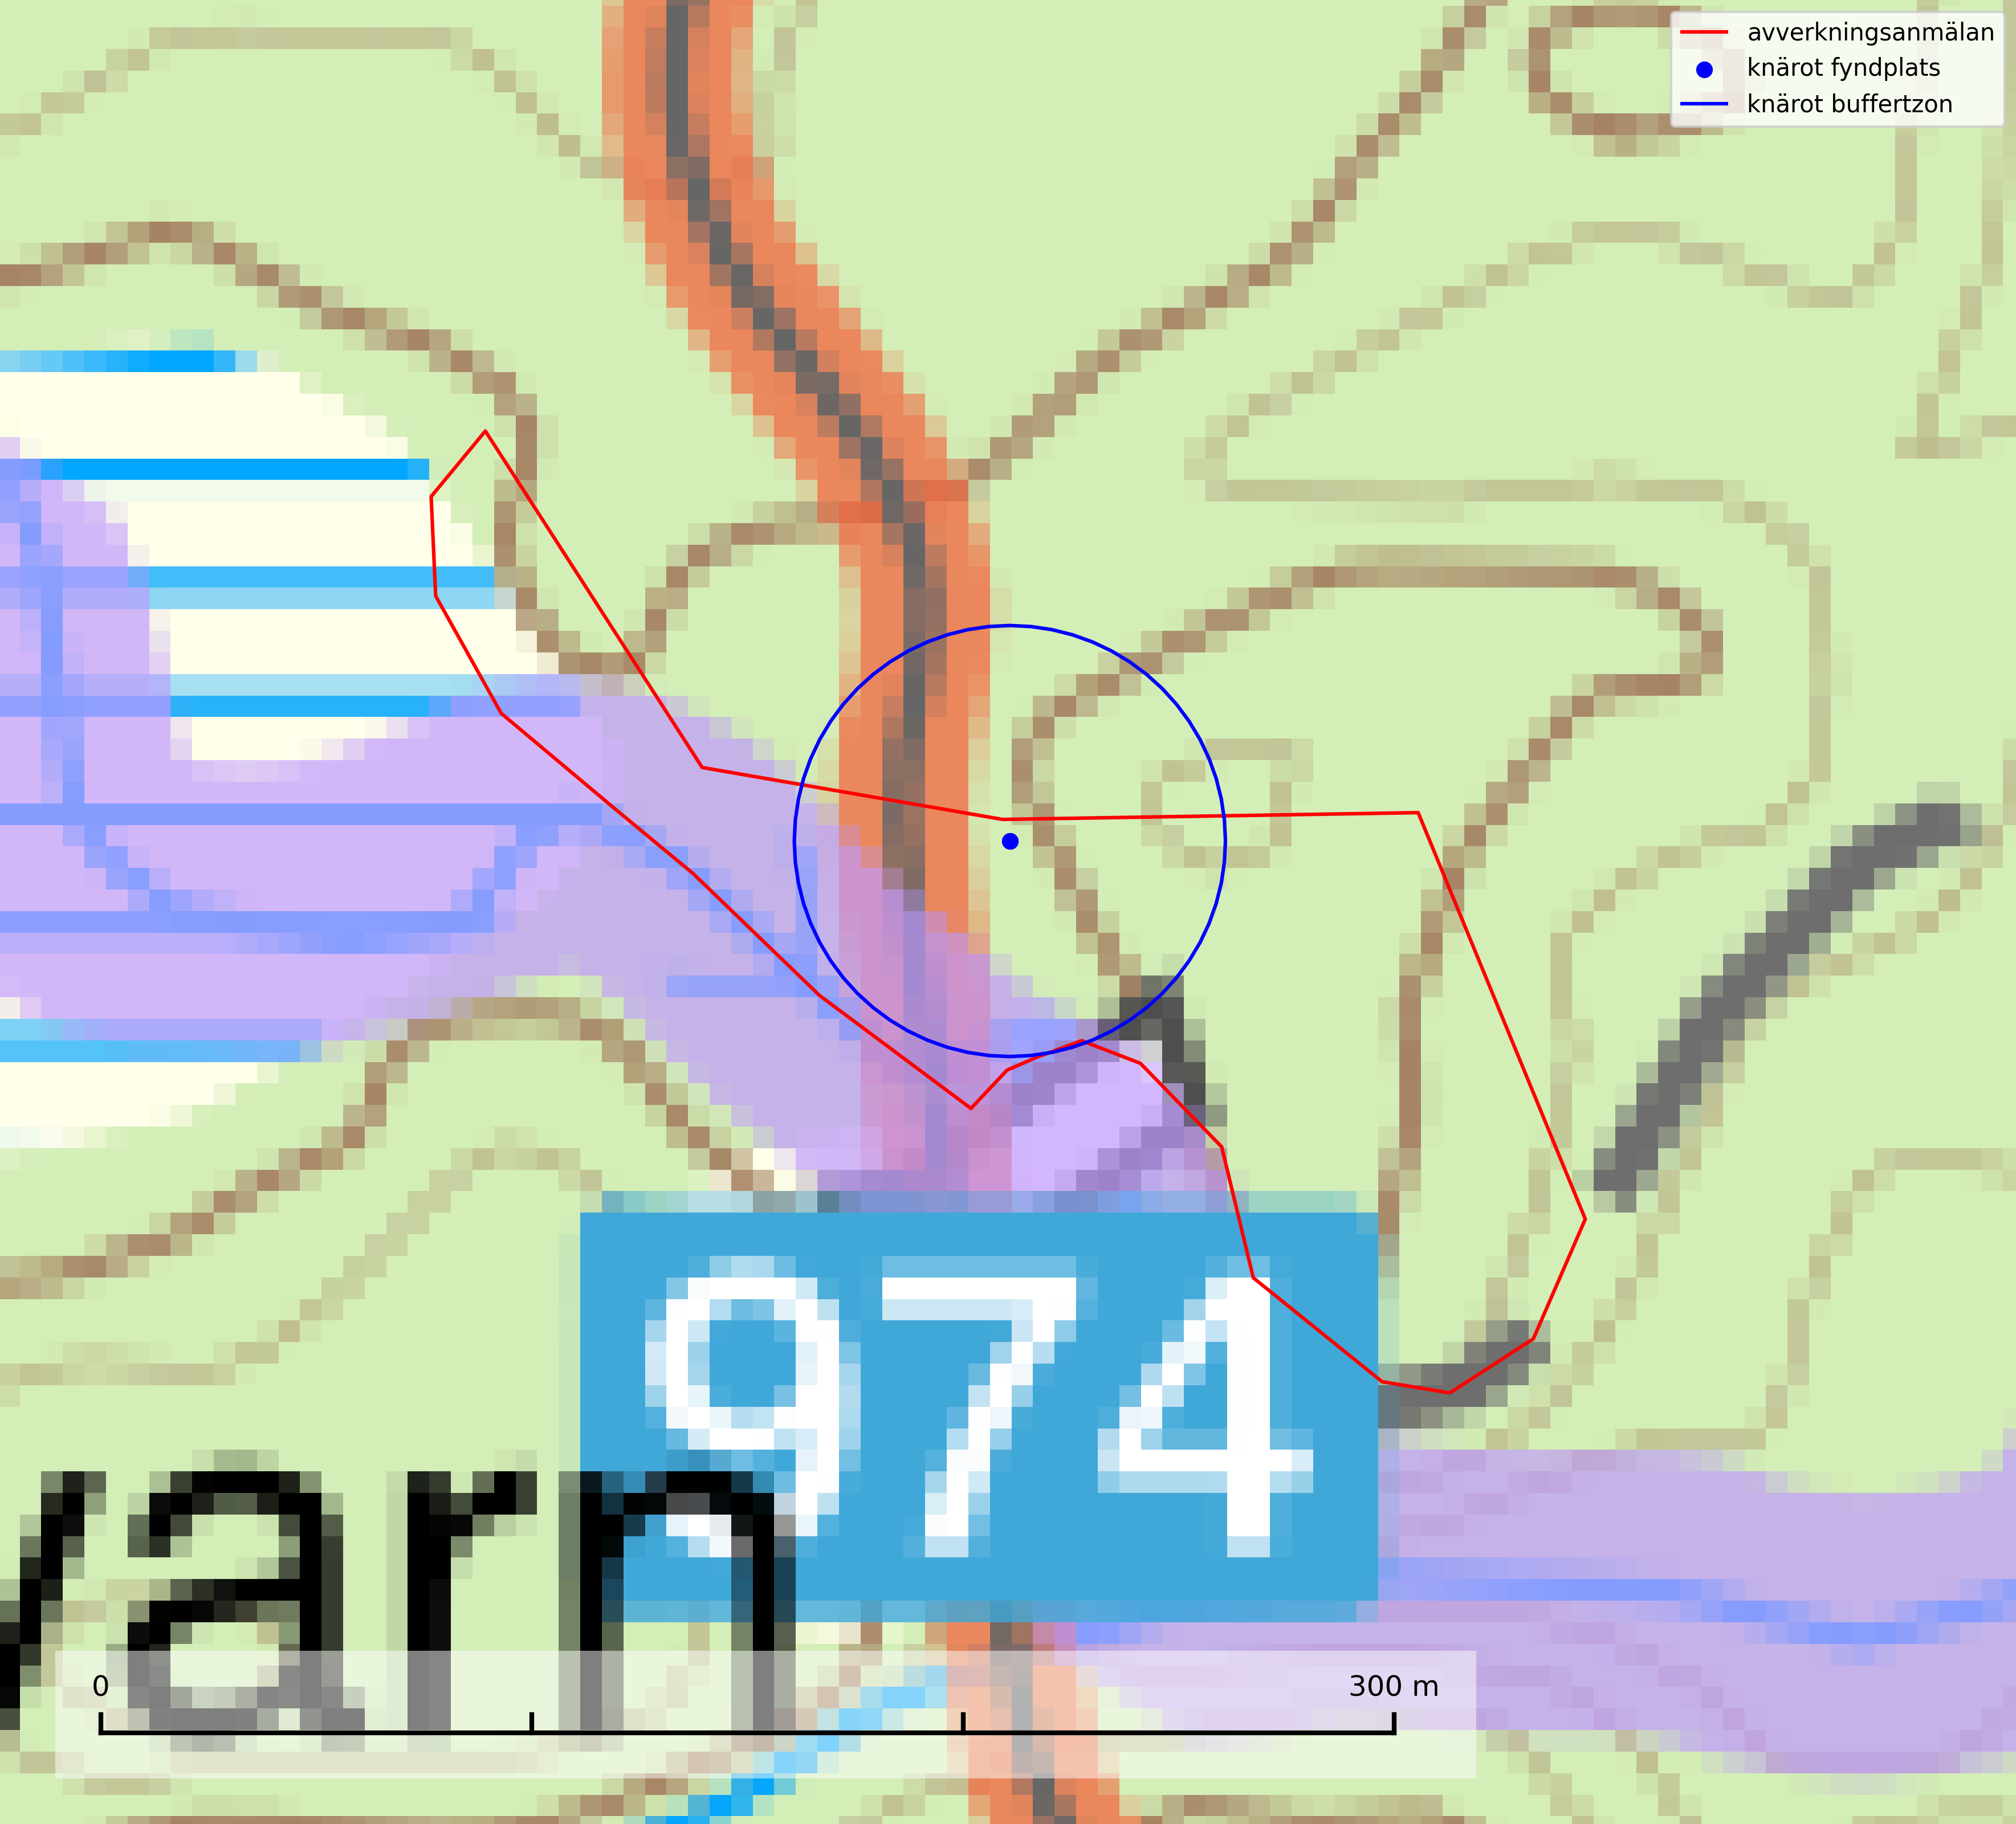 avverkningsanmälan
knärot fyndplats
knärot buffertzon
974
arn
0 300 m